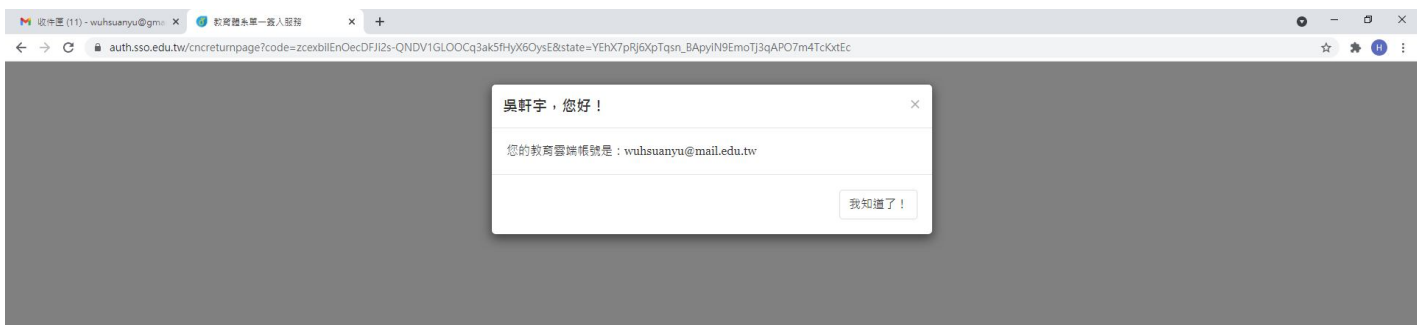 收件匣 (11) - wuhsuanyu@gma
教育體系單一簽入服務
auth.sso.edu.tw/cncreturnpage?code=zcexbilEnOecDFJI2s-QNDV1GLOOCq3ak5fHyX6OysE&state=YEhX7pRj6XpTqsn_BApyiN9EmoTJ3qAPO7m4TcKxtEc
H
吳軒宇，您好！
您的教育雲端帳號是：wuhsuanyu@mail.edu.tw
我知道了！